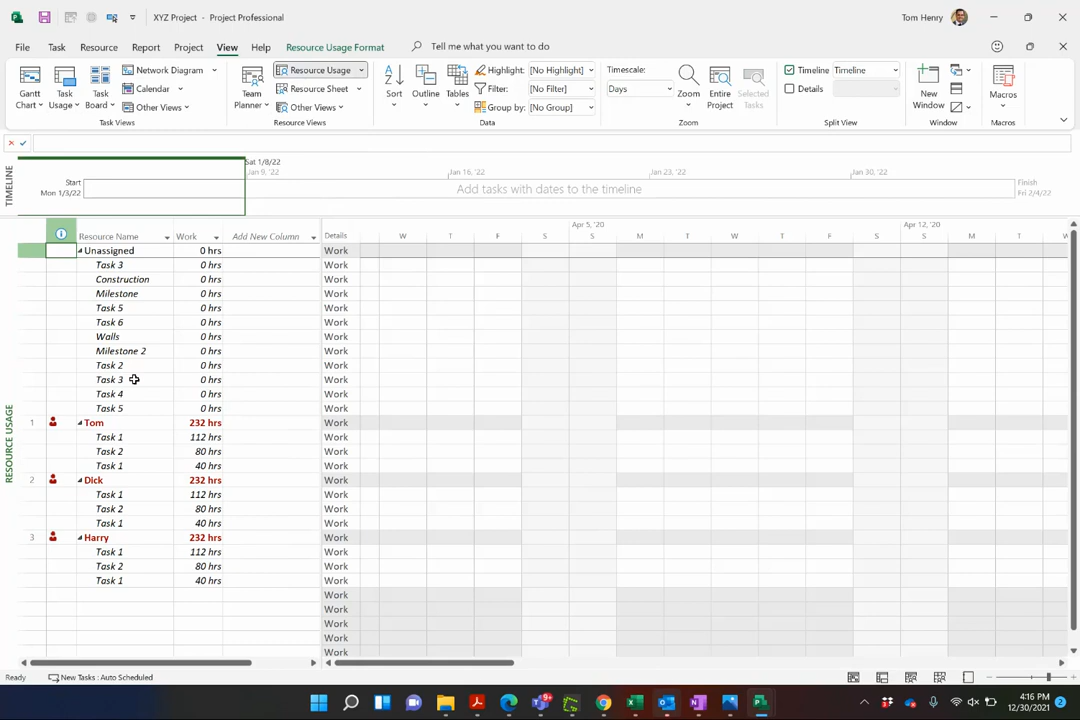 XYZ Project - Project Professional
Tom Henry
File Task Resource Report Project View Help Resource Usage Format Tell me what you want to do
Gantt Chart
Task Usage
Task Board
Network Diagram
Calendar
Other Views
Task Views
Team Planner
Resource Usage
Resource Sheet
Other Views
Resource Views
Sort
Outline
Tables
Highlight: [No Highlight]
Filter: [No Filter]
Group by: [No Group]
Data
Timescale:
Days
Zoom
Entire Project
Selected Tasks
Zoom
Timeline Timeline
Details
Split View
New Window
Window
Macros
Macros
TIMELINE
Sat 1/8/22
Jan 9, '22 Jan 16, '22 Jan 23, '22 Jan 30, '22
Start
Mon 1/3/22
Add tasks with dates to the timeline
Finish
Fri 2/4/22
RESOURCE USAGE
Apr 5, '20 Apr 12, '20
Resource Name Work Add New Column Details W T F S S M T W T F S S M T W
Unassigned 0 hrs Work
Task 3 0 hrs Work
Construction 0 hrs Work
Milestone 0 hrs Work
Task 5 0 hrs Work
Task 6 0 hrs Work
Walls 0 hrs Work
Milestone 2 0 hrs Work
Task 2 0 hrs Work
Task 3 0 hrs Work
Task 4 0 hrs Work
Task 5 0 hrs Work
1 Tom 232 hrs Work
Task 1 112 hrs Work
Task 2 80 hrs Work
Task 1 40 hrs Work
2 Dick 232 hrs Work
Task 1 112 hrs Work
Task 2 80 hrs Work
Task 1 40 hrs Work
3 Harry 232 hrs Work
Task 1 112 hrs Work
Task 2 80 hrs Work
Task 1 40 hrs Work
Work
Work
Work
Work
Work
Ready New Tasks : Auto Scheduled
4:16 PM
12/30/2021